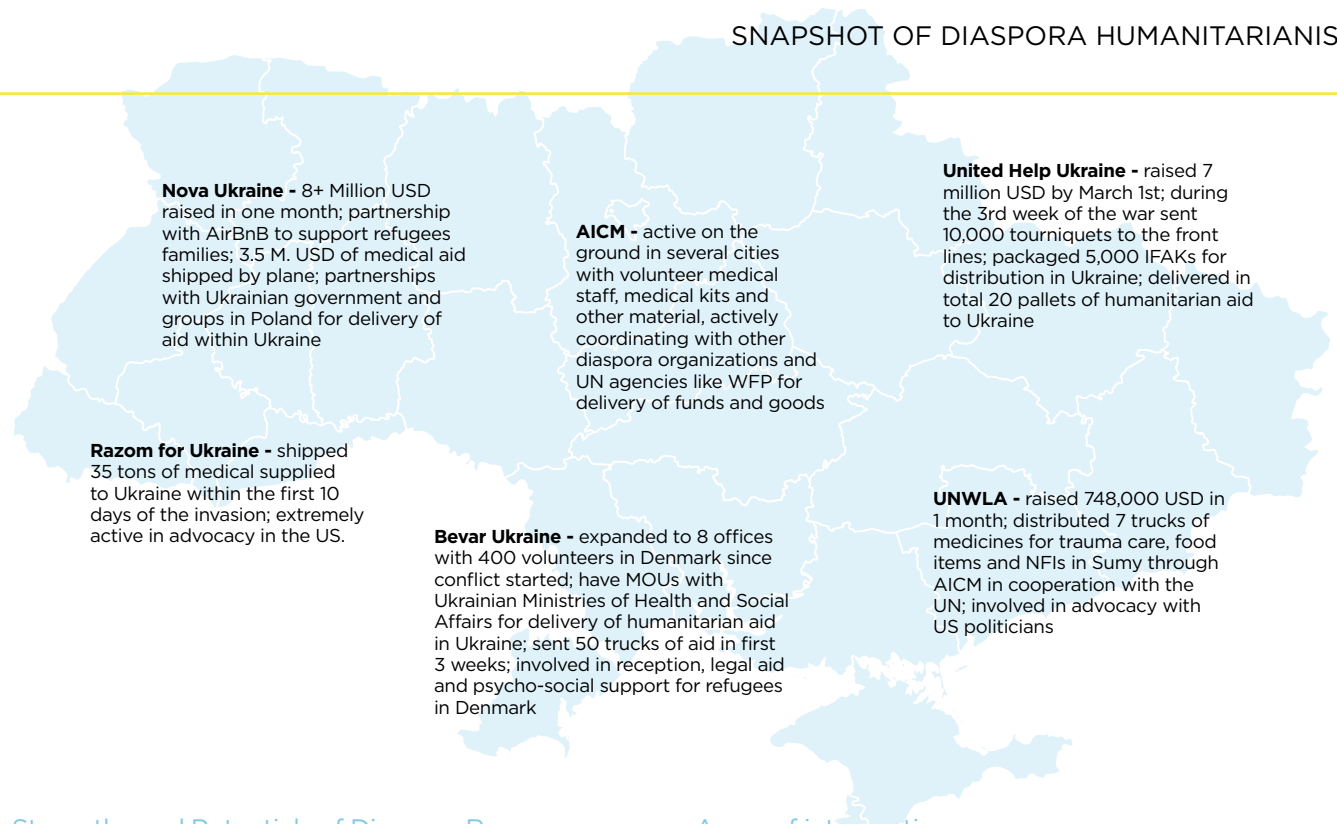 SNAPSHOT OF DIASPORA HUMANITARIANIS
Nova Ukraine - 8+ Million USD
raised in one month; partnership
with AirBnB to support refugees
families; 3.5 M. USD of medical aid
shipped by plane; partnerships
with Ukrainian government and
groups in Poland for delivery of
aid within Ukraine
AICM - active on the
ground in several cities
with volunteer medical
staff, medical kits and
other material, actively
coordinating with other
diaspora organizations and
UN agencies like WFP for
delivery of funds and goods
United Help Ukraine - raised 7
million USD by March 1st; during
the 3rd week of the war sent
10,000 tourniquets to the front
lines; packaged 5,000 IFAKs for
distribution in Ukraine; delivered in
total 20 pallets of humanitarian aid
to Ukraine
Razom for Ukraine - shipped
35 tons of medical supplied
to Ukraine within the first 10
days of the invasion; extremely
active in advocacy in the US.
Bevar Ukraine - expanded to 8 offices
with 400 volunteers in Denmark since
conflict started; have MOUs with
Ukrainian Ministries of Health and Social
Affairs for delivery of humanitarian aid
in Ukraine; sent 50 trucks of aid in first
3 weeks; involved in reception, legal aid
and psycho-social support for refugees
in Denmark
UNWLA - raised 748,000 USD in
1 month; distributed 7 trucks of
medicines for trauma care, food
items and NFIs in Sumy through
AICM in cooperation with the
UN; involved in advocacy with
US politicians